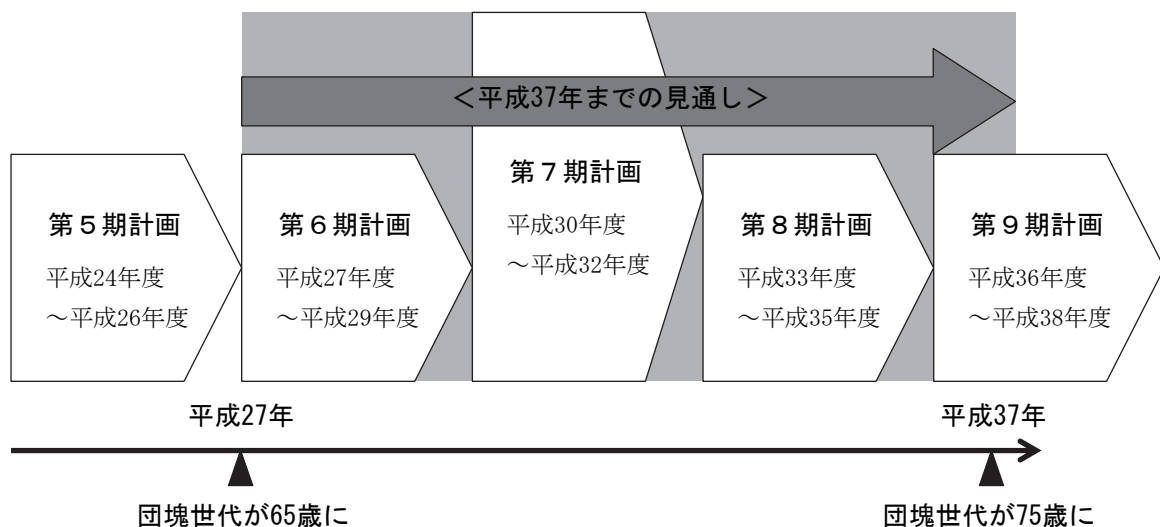 ＜平成37年までの見通し＞
第５期計画
平成24年度
～平成26年度
第６期計画
平成27年度
～平成29年度
第７期計画
平成30年度
～平成32年度
第８期計画
平成33年度
～平成35年度
第９期計画
平成36年度
～平成38年度
平成27年
平成37年
団塊世代が65歳に
団塊世代が75歳に